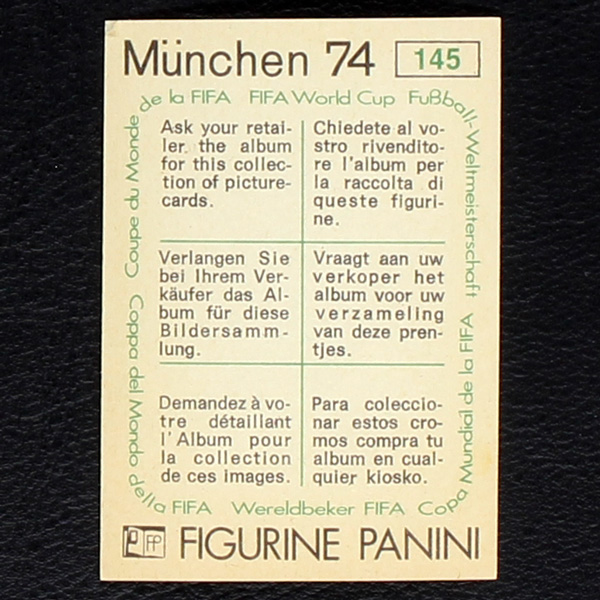 München 74 145
de la FIFA FIFA World Cup Fußball-Weltmeisterschaft
Ask your retai-
ler. the album
for this collec-
tion of picture-
cards.
Chiedete al vo-
stro rivendito-
re l'album per
la raccolta di
queste figuri-
ne.
Verlangen Sie
bei Ihrem Ver-
käufer das Al-
bum für diese
Bildersamm-
lung.
Vraagt aan uw
verkoper het
album voor uw
verzameling
van deze pren-
tjes.
Demandez à vo-
tre détaillant
l'Album pour
la collection
de ces images.
Para coleccio-
nar estos cro-
mos compra tu
album en cual-
quier kiosko.
Coupe du Monde
Coppa del Mondo
della FIFA Wereldbeker FIFA Copa Mundial de la FIFA
FP FIGURINE PANINI